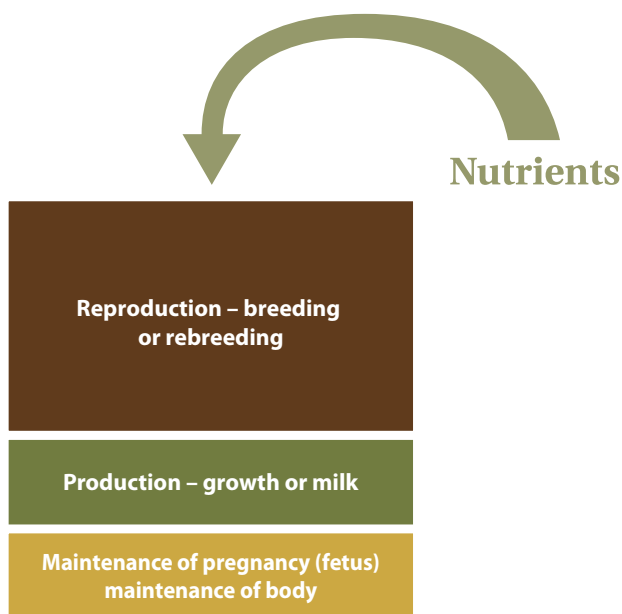 Nutrients
Reproduction – breeding
or rebreeding
Production – growth or milk
Maintenance of pregnancy (fetus)
maintenance of body